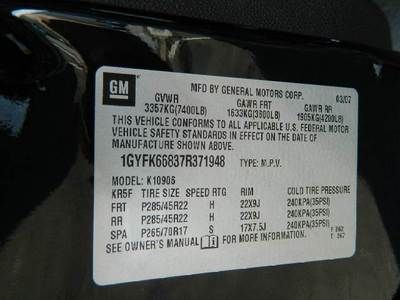 GM MFD BY GENERAL MOTORS CORP. 03/07
GVWR GAWR FRT GAWR RR
3357KG(7400LB) 1633KG(3600LB) 1905KG(4200LB)
THIS VEHICLE CONFORMS TO ALL APPLICABLE U.S. FEDERAL MOTOR
VEHICLE SAFETY STANDARDS IN EFFECT ON THE DATE OF
MANUFACTURE SHOWN ABOVE.
1GYFK66837R371948 TYPE: M.P.V.
MODEL: K10906
KR5F TIRE SIZE SPEED RTG RIM COLD TIRE PRESSURE
FRT P285/45R22 H 22X9J 240KPA(35PSI)
RR P285/45R22 H 22X9J 240KPA(35PSI)
SPA P265/70R17 S 17X7.5J 240KPA(35PSI)
SEE OWNER'S MANUAL FOR MORE INFORMATION.